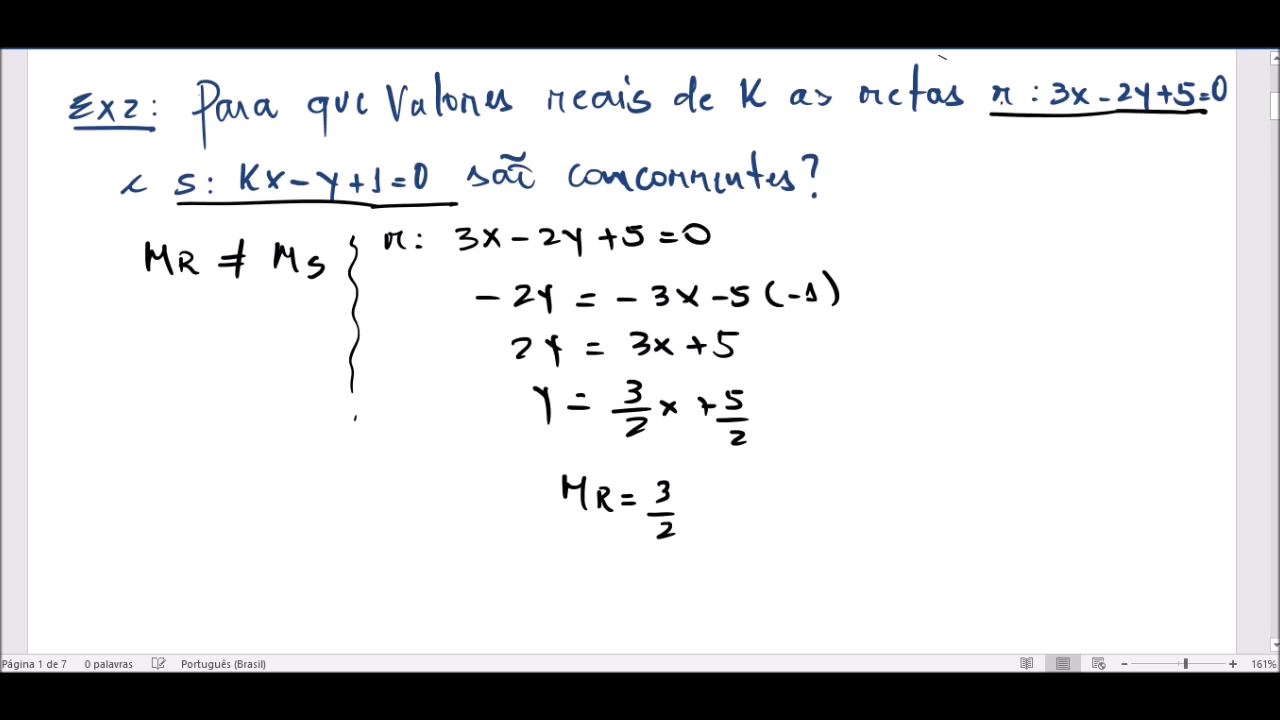 Ex2: Para que Valores reais de K as retas r: 3x-2y+5=0
e s: Kx-y+1=0 são concorrentes?
MR ≠ MS
r: 3x-2y+5=0
-2y = -3x-5 (-1)
2y = 3x+5
y = 3/2 x + 5/2
MR = 3/2
Página 1 de 7 0 palavras Português (Brasil) 161%